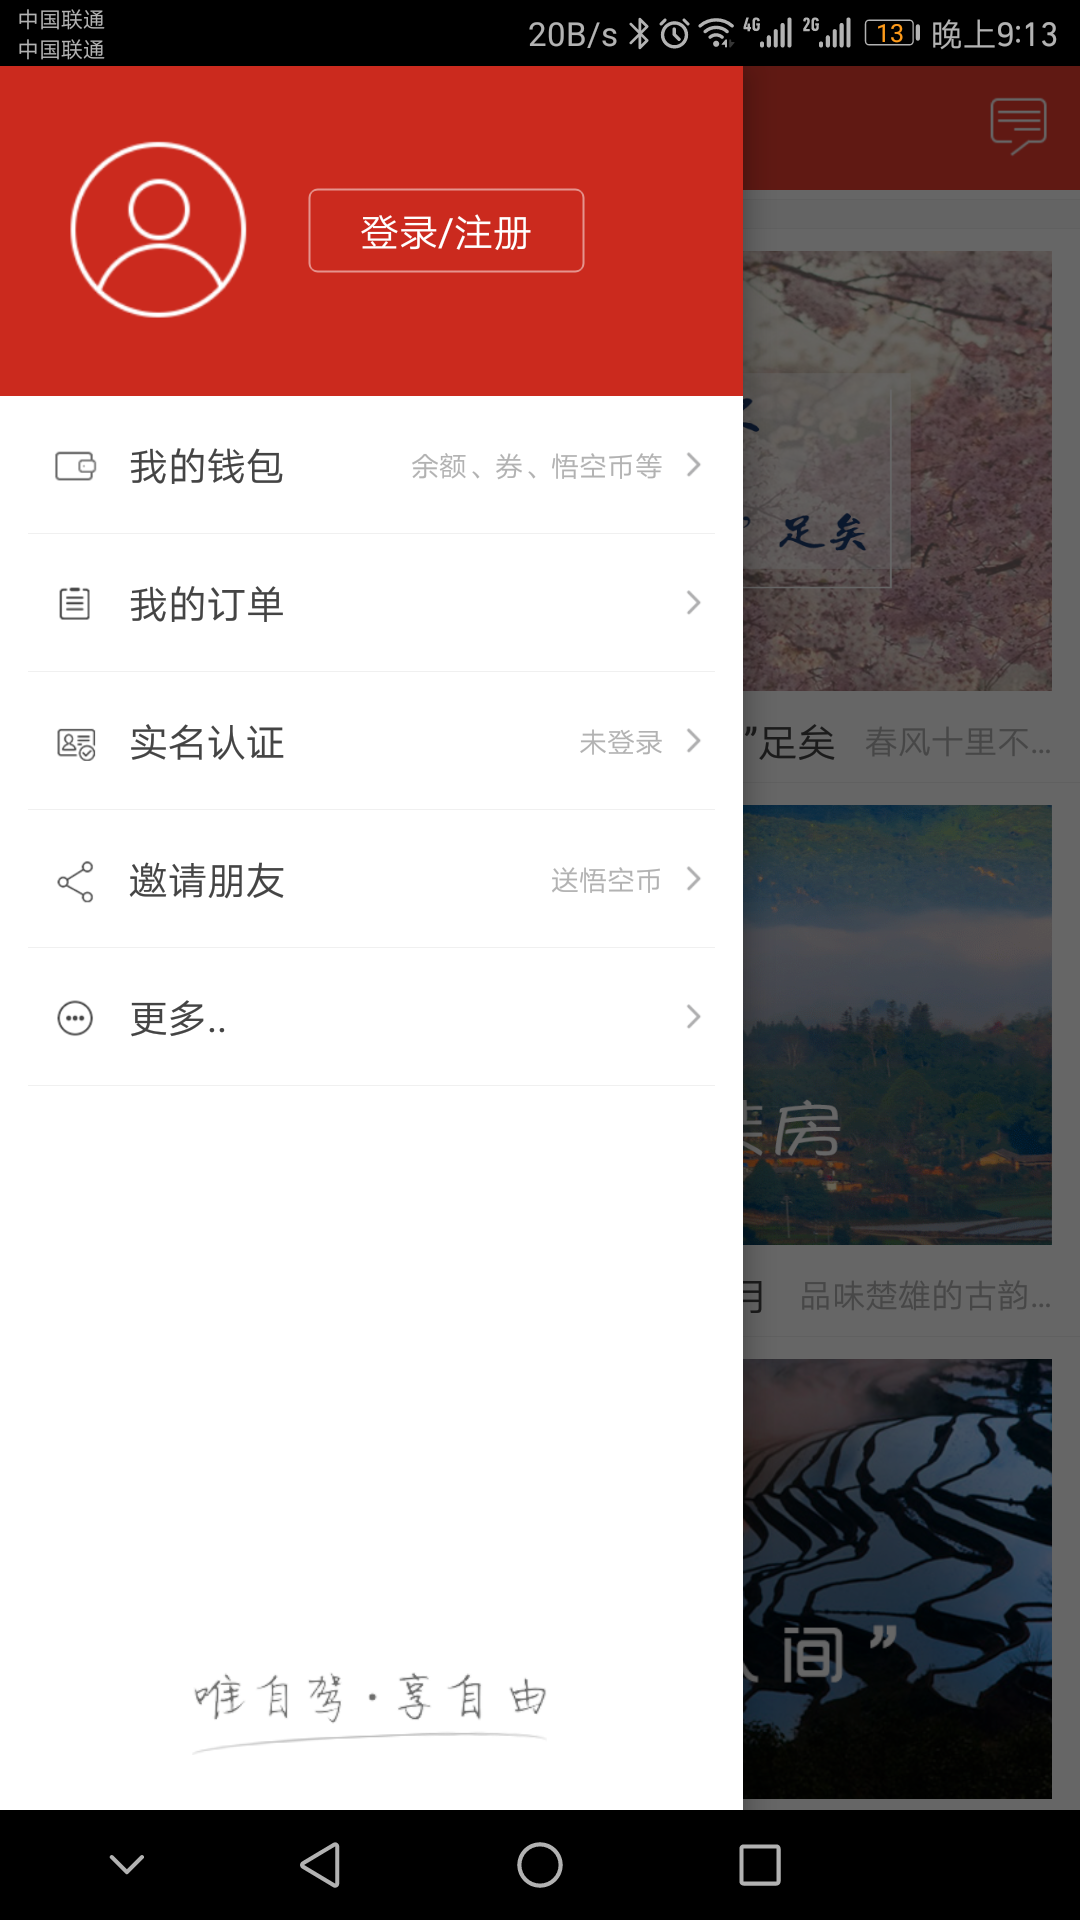 中国联通
中国联通
20B/s 4G 2G 13 晚上9:13
登录/注册
我的钱包 余额、券、悟空币等
足矣
我的订单
实名认证 未登录
”足矣 春风十里不...
邀请朋友 送悟空币
更多..
房
月 品味楚雄的古韵...
间”
唯自驾·享自由